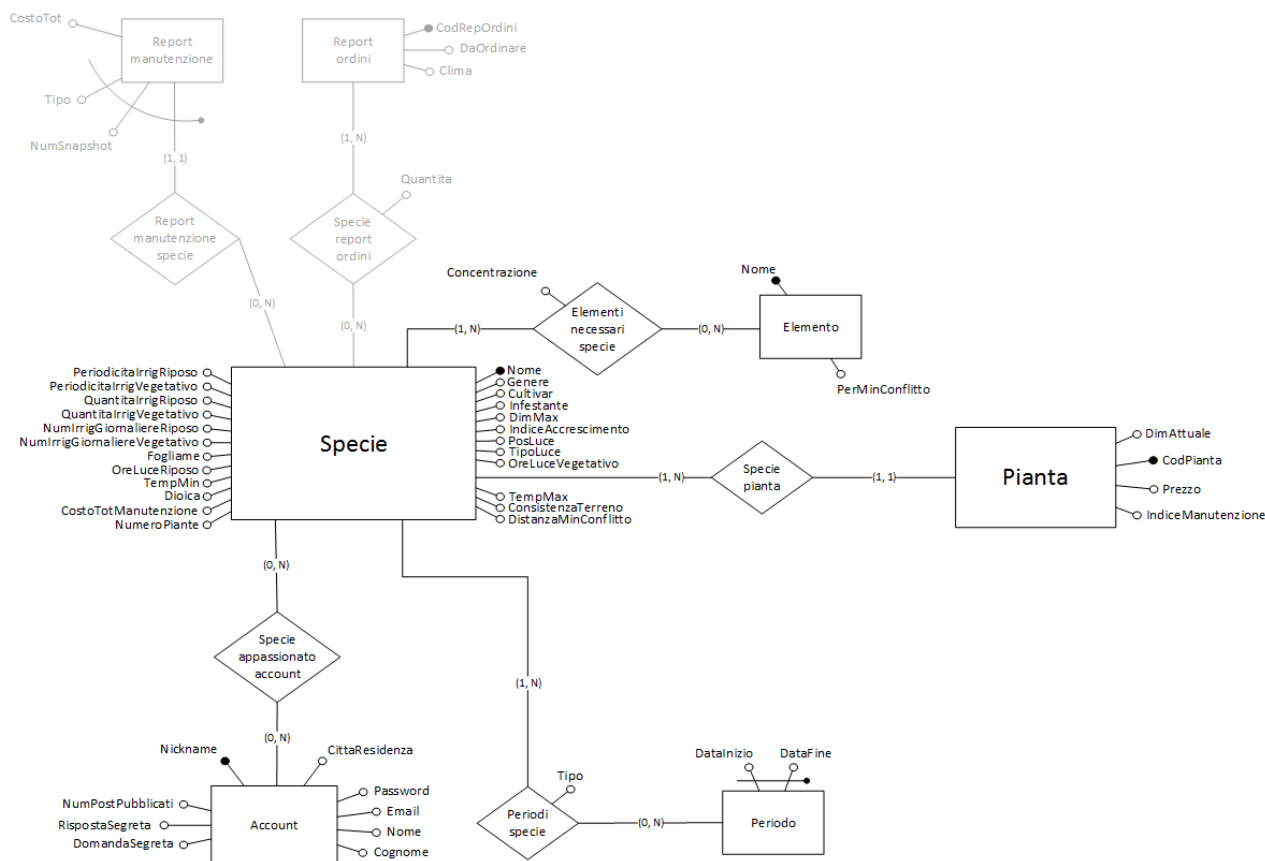 CostoTot
Report
manutenzione
Tipo
NumSnapshot
(1, 1)
Report
manutenzione
specie
(0, N)
Report
ordini
CodRepOrdini
DaOrdinare
Clima
(1, N)
Quantita
Specie
report
ordini
(0, N)
Concentrazione
(1, N)
Elementi
necessari
specie
(0, N)
Nome
Elemento
PerMinConflitto
PeriodicitaIrrigRiposo
PeriodicitaIrrigVegetativo
QuantitaIrrigRiposo
QuantitaIrrigVegetativo
NumIrrigGiornaliereRiposo
NumIrrigGiornaliereVegetativo
Fogliame
OreLuceRiposo
TempMin
Dioica
CostoTotManutenzione
NumeroPiante
Specie
Nome
Genere
Cultivar
Infestante
DimMax
IndiceAccrescimento
PosLuce
TipoLuce
OreLuceVegetativo
TempMax
ConsistenzaTerreno
DistanzaMinConflitto
(1, N)
Specie
pianta
(1, 1)
Pianta
DimAttuale
CodPianta
Prezzo
IndiceManutenzione
(0, N)
Specie
appassionato
account
(0, N)
Nickname
CittaResidenza
NumPostPubblicati
RispostaSegreta
DomandaSegreta
Account
Password
Email
Nome
Cognome
(1, N)
Tipo
Periodi
specie
(0, N)
DataInizio
DataFine
Periodo